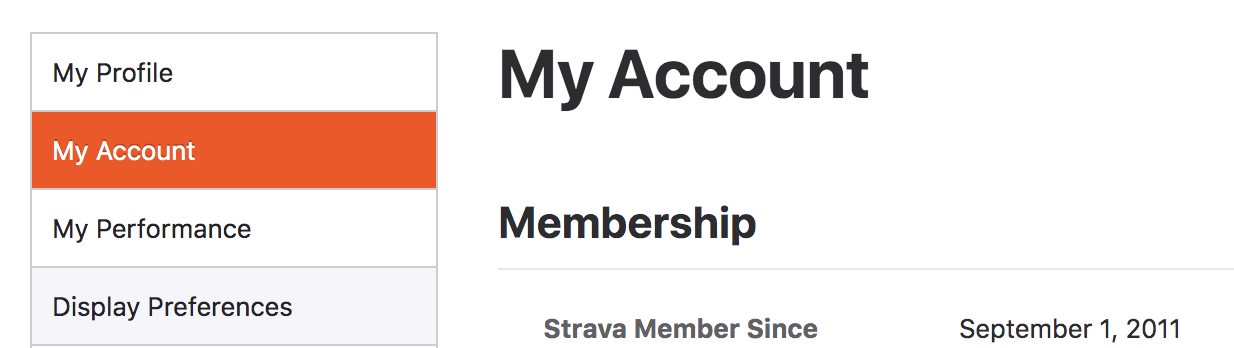 My Profile
My Account
My Performance
Display Preferences
My Account
Membership
Strava Member Since September 1, 2011